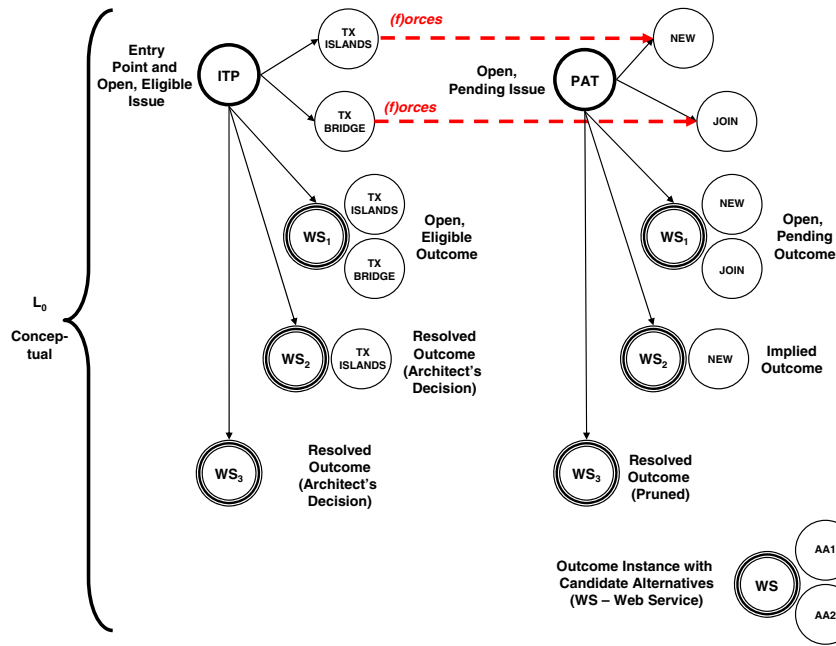 (f)orces
(f)orces
TX
ISLANDS
NEW
Entry
Point and
Open, Eligible
Issue
ITP
Open,
Pending Issue
PAT
TX
BRIDGE
JOIN
TX
ISLANDS
WS1
TX
BRIDGE
Open,
Eligible
Outcome
NEW
WS1
JOIN
Open,
Pending
Outcome
L0
Concep-
tual
WS2
TX
ISLANDS
Resolved
Outcome
(Architect's
Decision)
WS2
NEW
Implied
Outcome
WS3
Resolved
Outcome
(Architect's
Decision)
WS3
Resolved
Outcome
(Pruned)
Outcome Instance with
Candidate Alternatives
(WS – Web Service)
WS
AA1
AA2